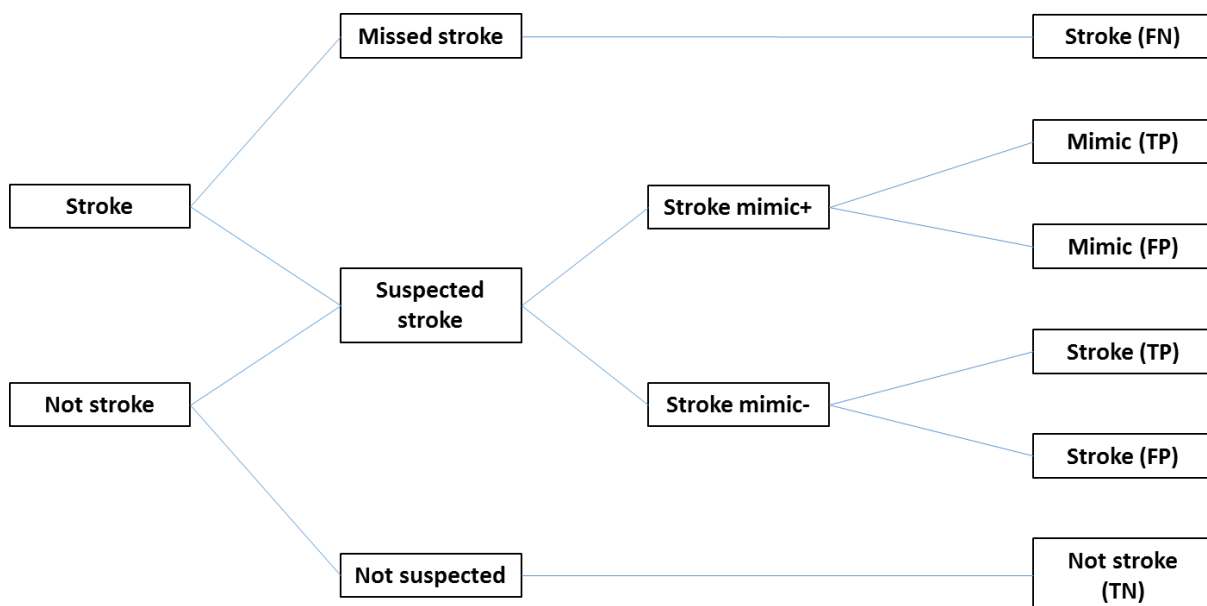 Missed stroke
Stroke (FN)
Mimic (TP)
Stroke
Stroke mimic+
Mimic (FP)
Suspected
stroke
Stroke (TP)
Not stroke
Stroke mimic-
Stroke (FP)
Not suspected
Not stroke
(TN)